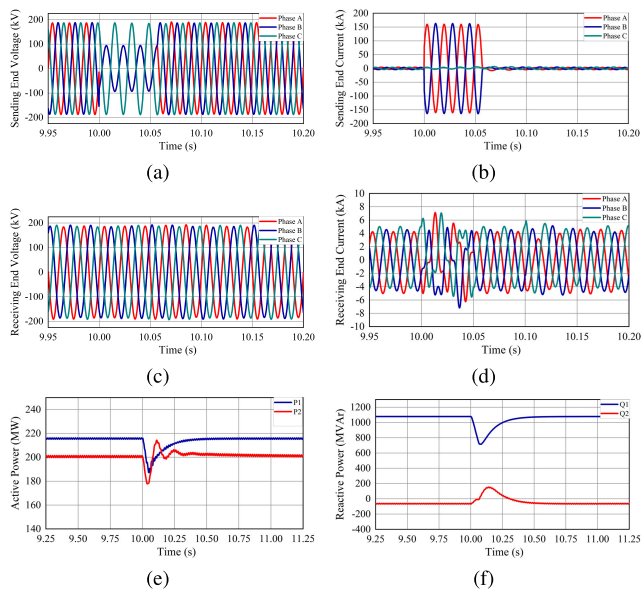 Sending End Voltage (kV)
200
100
0
-100
-200
Phase A
Phase B
Phase C
9.95 10.00 10.05 10.10 10.15 10.20
Time (s)
(a)
Sending End Current (kA)
200
150
100
50
0
-50
-100
-150
-200
Phase A
Phase B
Phase C
9.95 10.00 10.05 10.10 10.15 10.20
Time (s)
(b)
Receiving End Voltage (kV)
200
100
0
-100
-200
Phase A
Phase B
Phase C
9.95 10.00 10.05 10.10 10.15 10.20
Time (s)
(c)
Receiving End Current (kA)
10
8
6
4
2
0
-2
-4
-6
-8
-10
Phase A
Phase B
Phase C
9.95 10.00 10.05 10.10 10.15 10.20
Time (s)
(d)
Active Power (MW)
240
220
200
180
160
140
P1
P2
9.25 9.50 9.75 10.00 10.25 10.50 10.75 11.00 11.25
Time (s)
(e)
Reactive Power (MVAr)
1200
1000
800
600
400
200
0
-200
-400
Q1
Q2
9.25 9.50 9.75 10.00 10.25 10.50 10.75 11.00 11.25
Time (s)
(f)